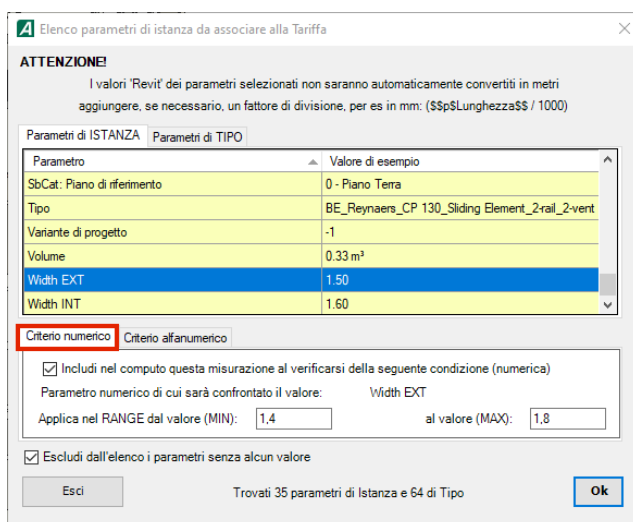 Elenco parametri di istanza da associare alla Tariffa
ATTENZIONE!
I valori 'Revit' dei parametri selezionati non saranno automaticamente convertiti in metri
aggiungere, se necessario, un fattore di divisione, per es in mm: ($$p$Lunghezza$$ / 1000)
Parametri di ISTANZA Parametri di TIPO
Parametro Valore di esempio
SbCat: Piano di riferimento 0 - Piano Terra
Tipo BE_Reynaers_CP 130_Sliding Element_2-rail_2-vent
Variante di progetto -1
Volume 0.33 m³
Width EXT 1.50
Width INT 1.60
Criterio numerico Criterio alfanumerico
Includi nel computo questa misurazione al verificarsi della seguente condizione (numerica)
Parametro numerico di cui sarà confrontato il valore: Width EXT
Applica nel RANGE dal valore (MIN): 1,4 al valore (MAX): 1,8
Escludi dall'elenco i parametri senza alcun valore
Esci Trovati 35 parametri di Istanza e 64 di Tipo Ok